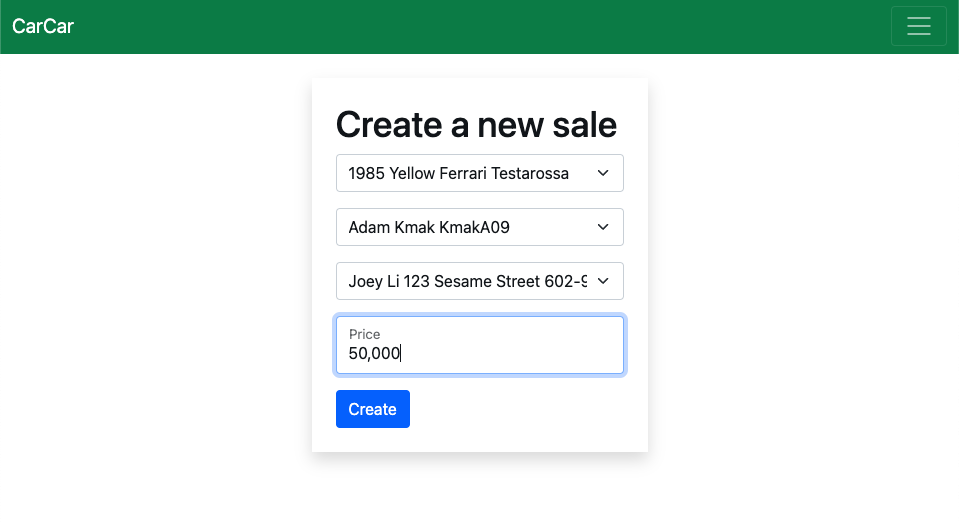 CarCar
Create a new sale
1985 Yellow Ferrari Testarossa
Adam Kmak KmakA09
Joey Li 123 Sesame Street 602-9
Price
50,000
Create